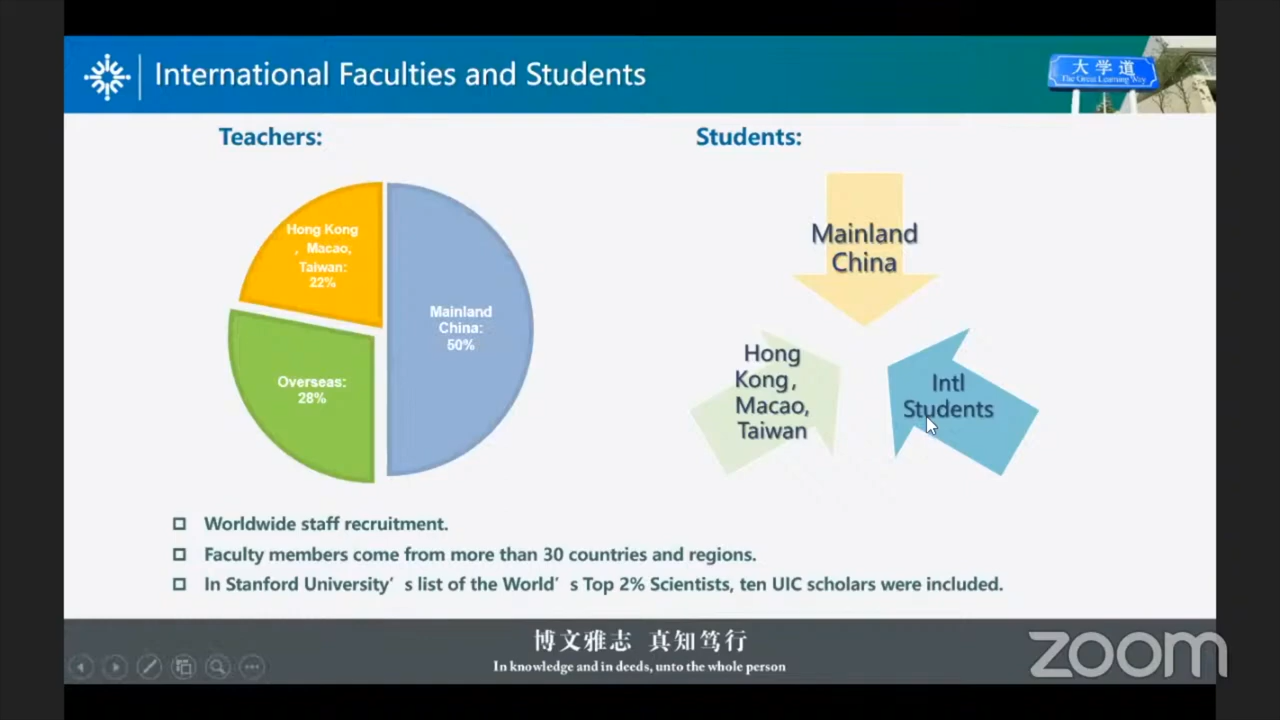 International Faculties and Students
大学道
The Great Learning Way
Teachers:
Students:
Hong Kong
, Macao,
Taiwan:
22%
Mainland
China:
50%
Overseas:
28%
Mainland
China
Hong
Kong,
Macao,
Taiwan
Intl
Students
Worldwide staff recruitment.
Faculty members come from more than 30 countries and regions.
In Stanford University's list of the World's Top 2% Scientists, ten UIC scholars were included.
博文雅志 真知笃行
In knowledge and in deeds, unto the whole person
zoom